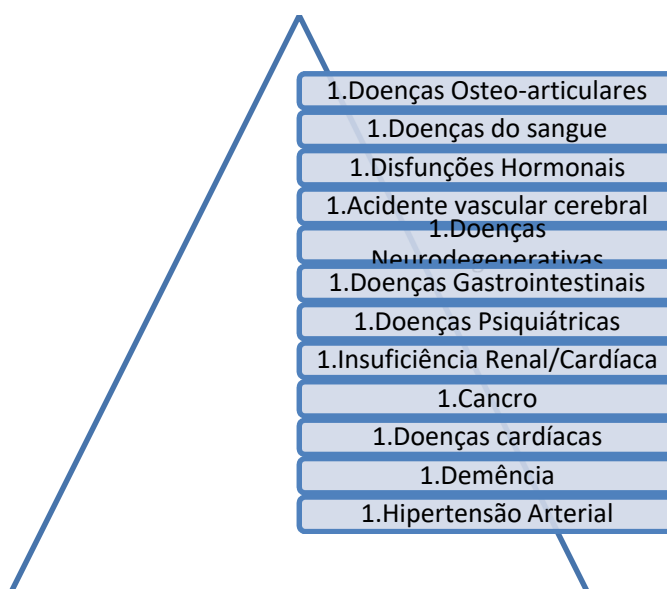 1.Doenças Osteo-articulares
1.Doenças do sangue
1.Disfunções Hormonais
1.Acidente vascular cerebral
1.Doenças
Neurodegenerativas
1.Doenças Gastrointestinais
1.Doenças Psiquiátricas
1.Insuficiência Renal/Cardíaca
1.Cancro
1.Doenças cardíacas
1.Demência
1.Hipertensão Arterial